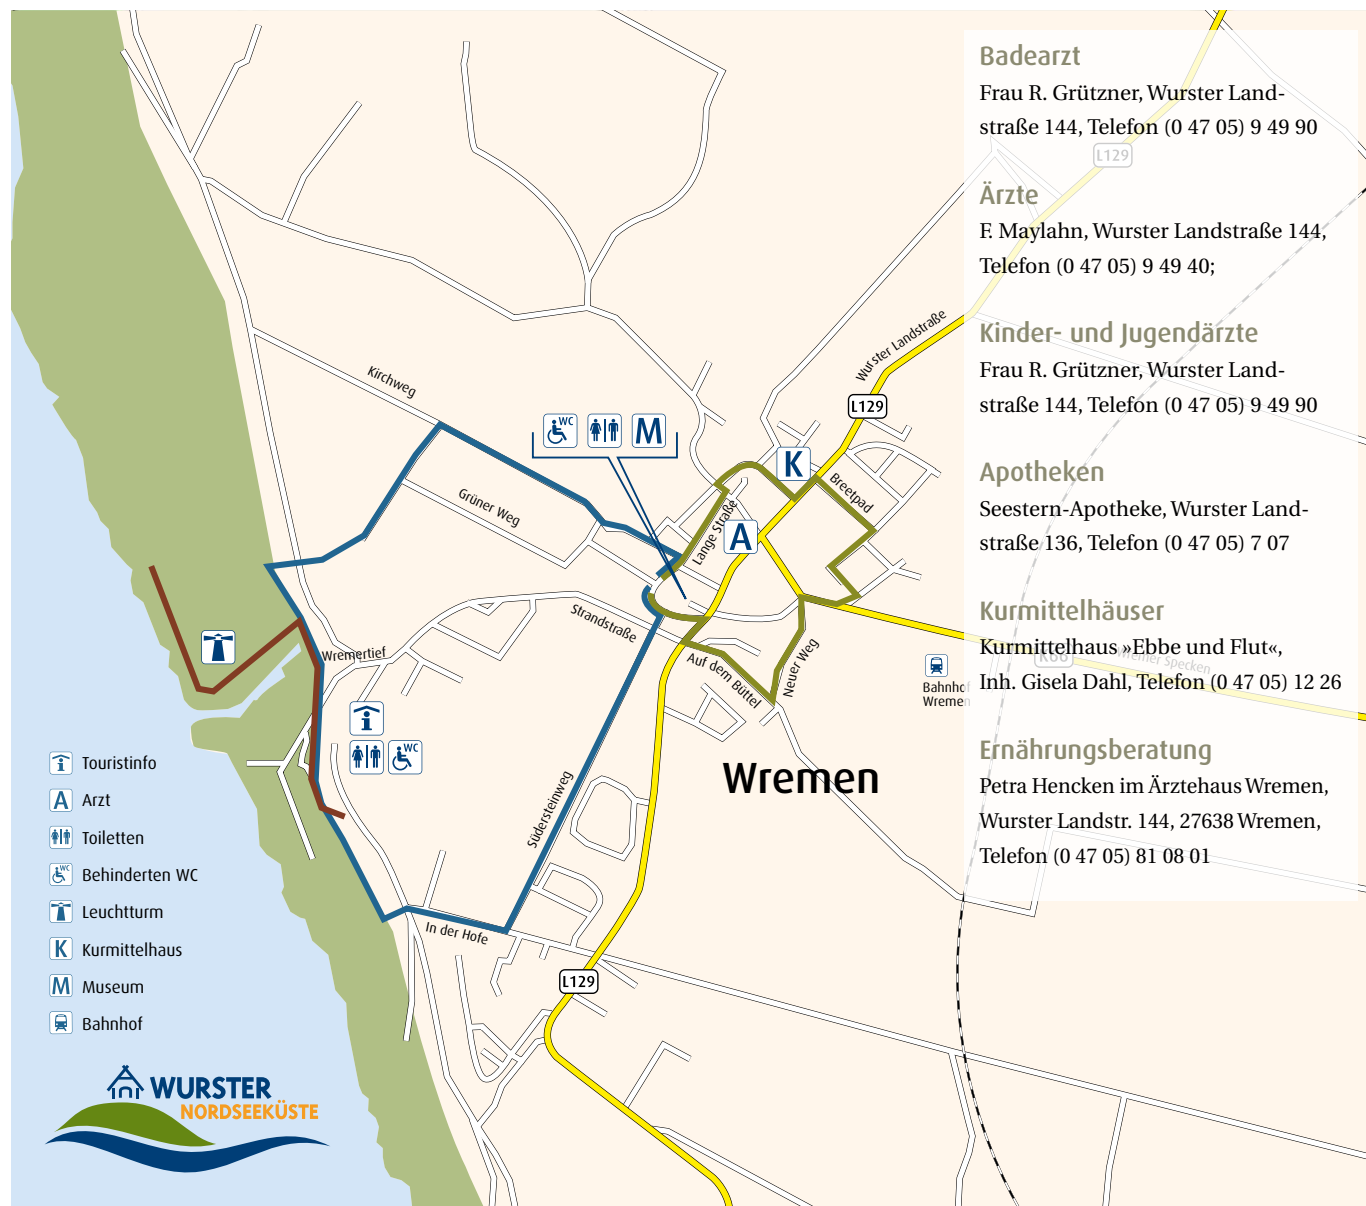 Badearzt
Frau R. Grützner, Wurster Land-
straße 144, Telefon (0 47 05) 9 49 90
L129
Ärzte
F. Maylahn, Wurster Landstraße 144,
Telefon (0 47 05) 9 49 40;
Kinder- und Jugendärzte
Frau R. Grützner, Wurster Land-
straße 144, Telefon (0 47 05) 9 49 90
Apotheken
Seestern-Apotheke, Wurster Land-
straße 136, Telefon (0 47 05) 7 07
Kurmittelhäuser
Kurmittelhaus »Ebbe und Flut«,
Inh. Gisela Dahl, Telefon (0 47 05) 12 26
Ernährungsberatung
Petra Hencken im Ärztehaus Wremen,
Wurster Landstr. 144, 27638 Wremen,
Telefon (0 47 05) 81 08 01
Wurster Landstraße
L129
Kirchweg
WC
M
K
Breetpad
Grüner Weg
Lange Straße
A
Strandstraße
Wremertief
Auf dem Büttel
Neuer Weg
K66
Wremer Specken
Bahnhof
Wremen
WC
Wremen
Südersteinweg
In der Hofe
L129
Touristinfo
A Arzt
Toiletten
WC Behinderten WC
Leuchtturm
K Kurmittelhaus
M Museum
Bahnhof
WURSTER
NORDSEEKÜSTE